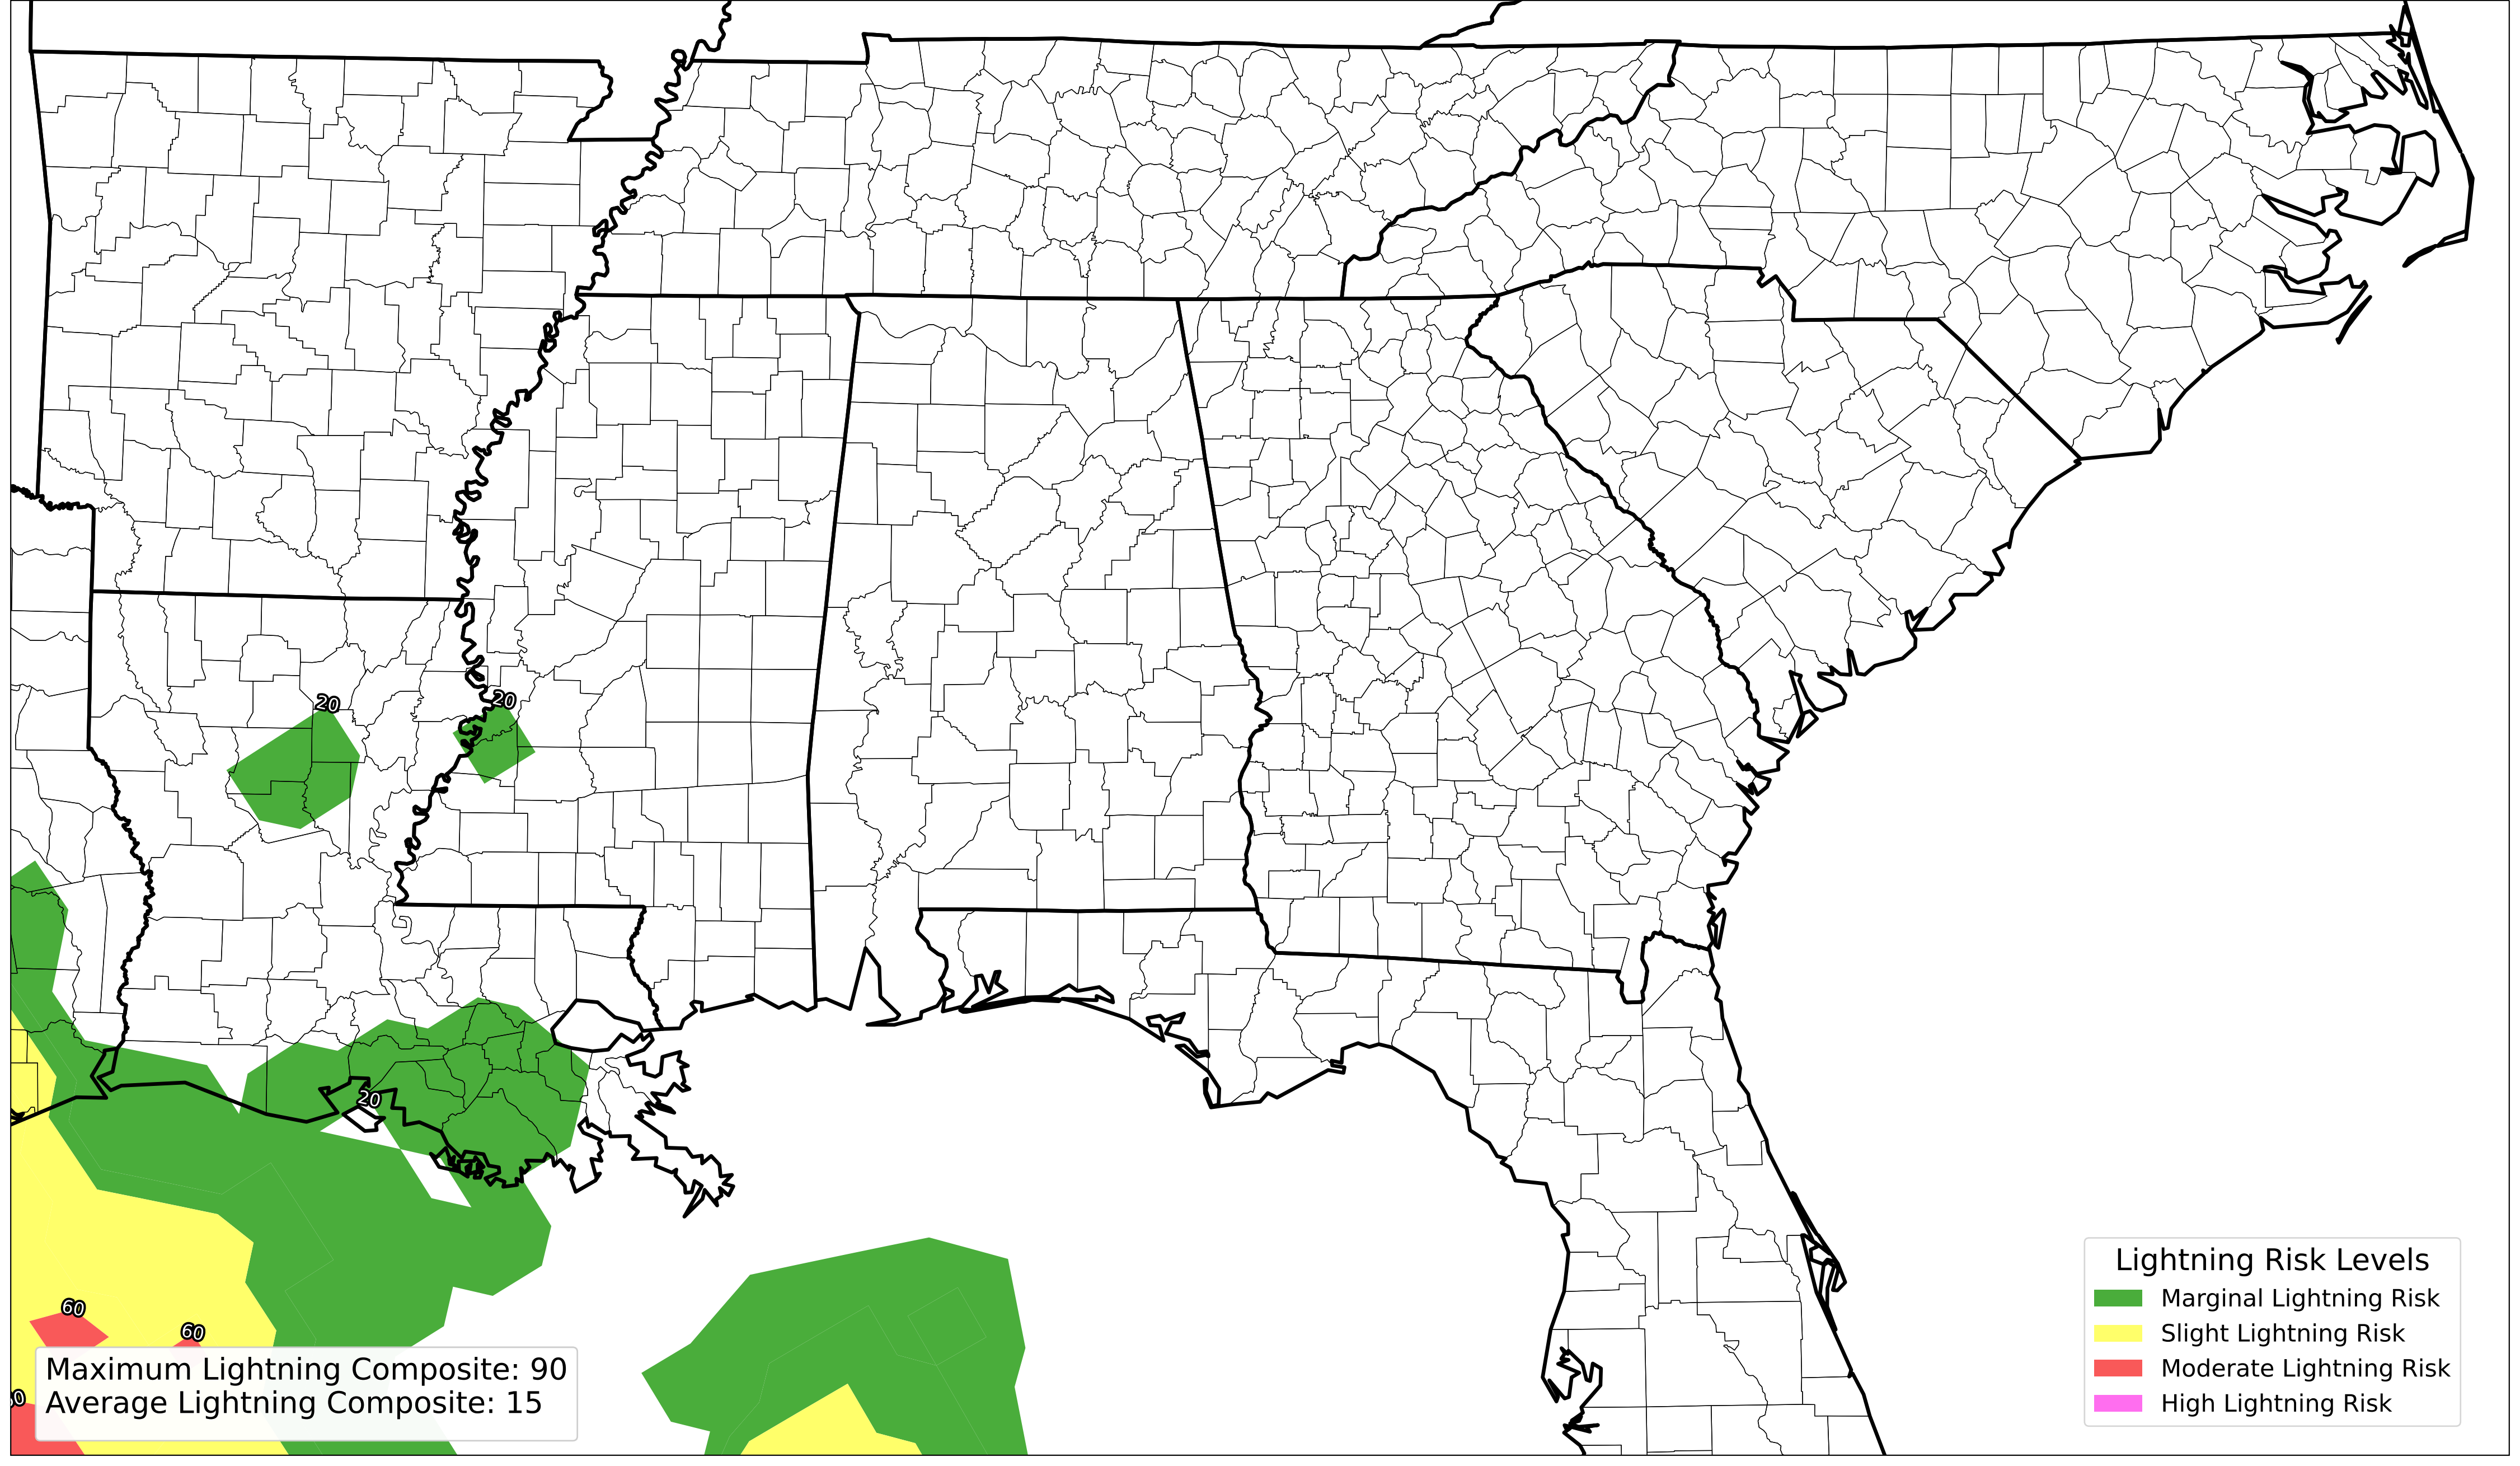 20
20
20
60
60
Maximum Lightning Composite: 90
Average Lightning Composite: 15
Lightning Risk Levels
Marginal Lightning Risk
Slight Lightning Risk
Moderate Lightning Risk
High Lightning Risk